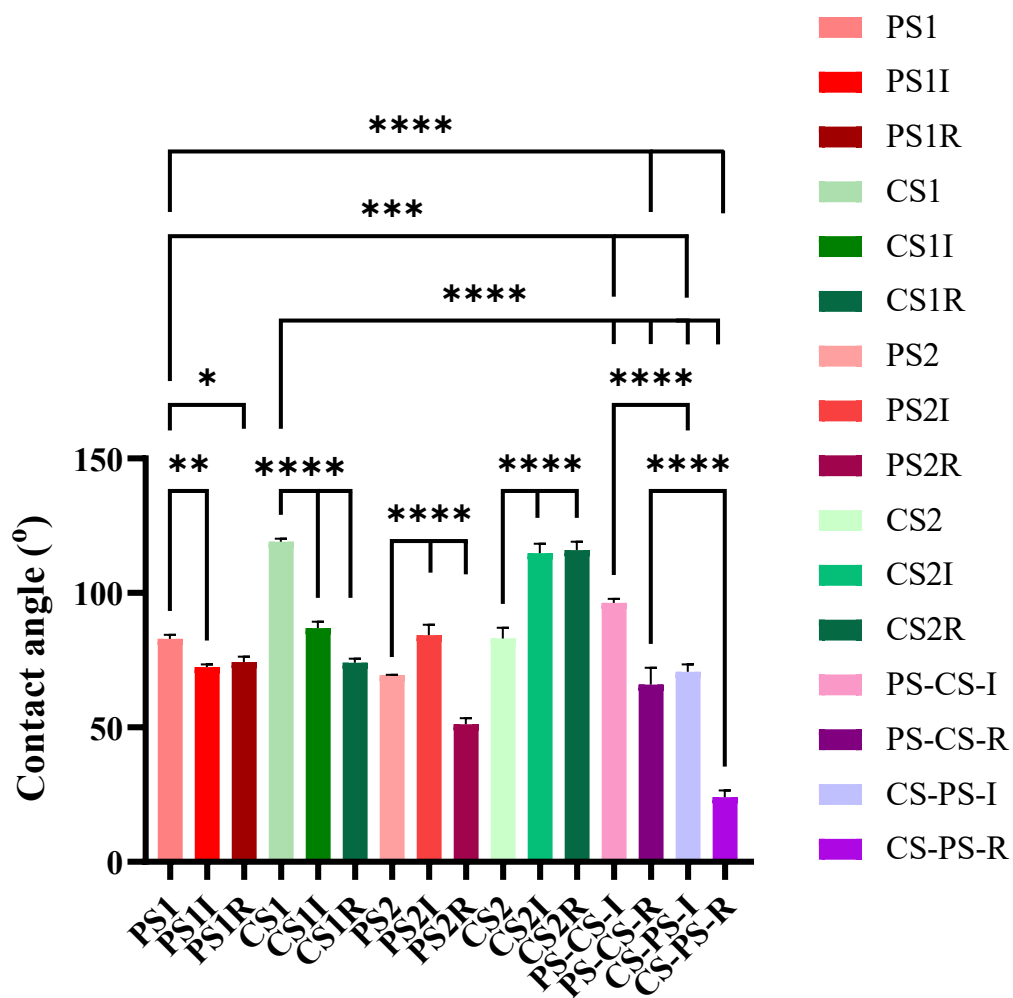 PS1
PS1I
PS1R
CS1
CS1I
CS1R
PS2
PS2I
PS2R
CS2
CS2I
CS2R
PS-CS-I
PS-CS-R
CS-PS-I
CS-PS-R
****
***
****
* ****
** **** **** ****
****
Contact angle (⁰)
150
100
50
0
PS1 PS1I PS1R CS1 CS1I CS1R PS2 PS2I PS2R CS2 CS2I CS2R PS-CS-I PS-CS-R CS-PS-I CS-PS-R